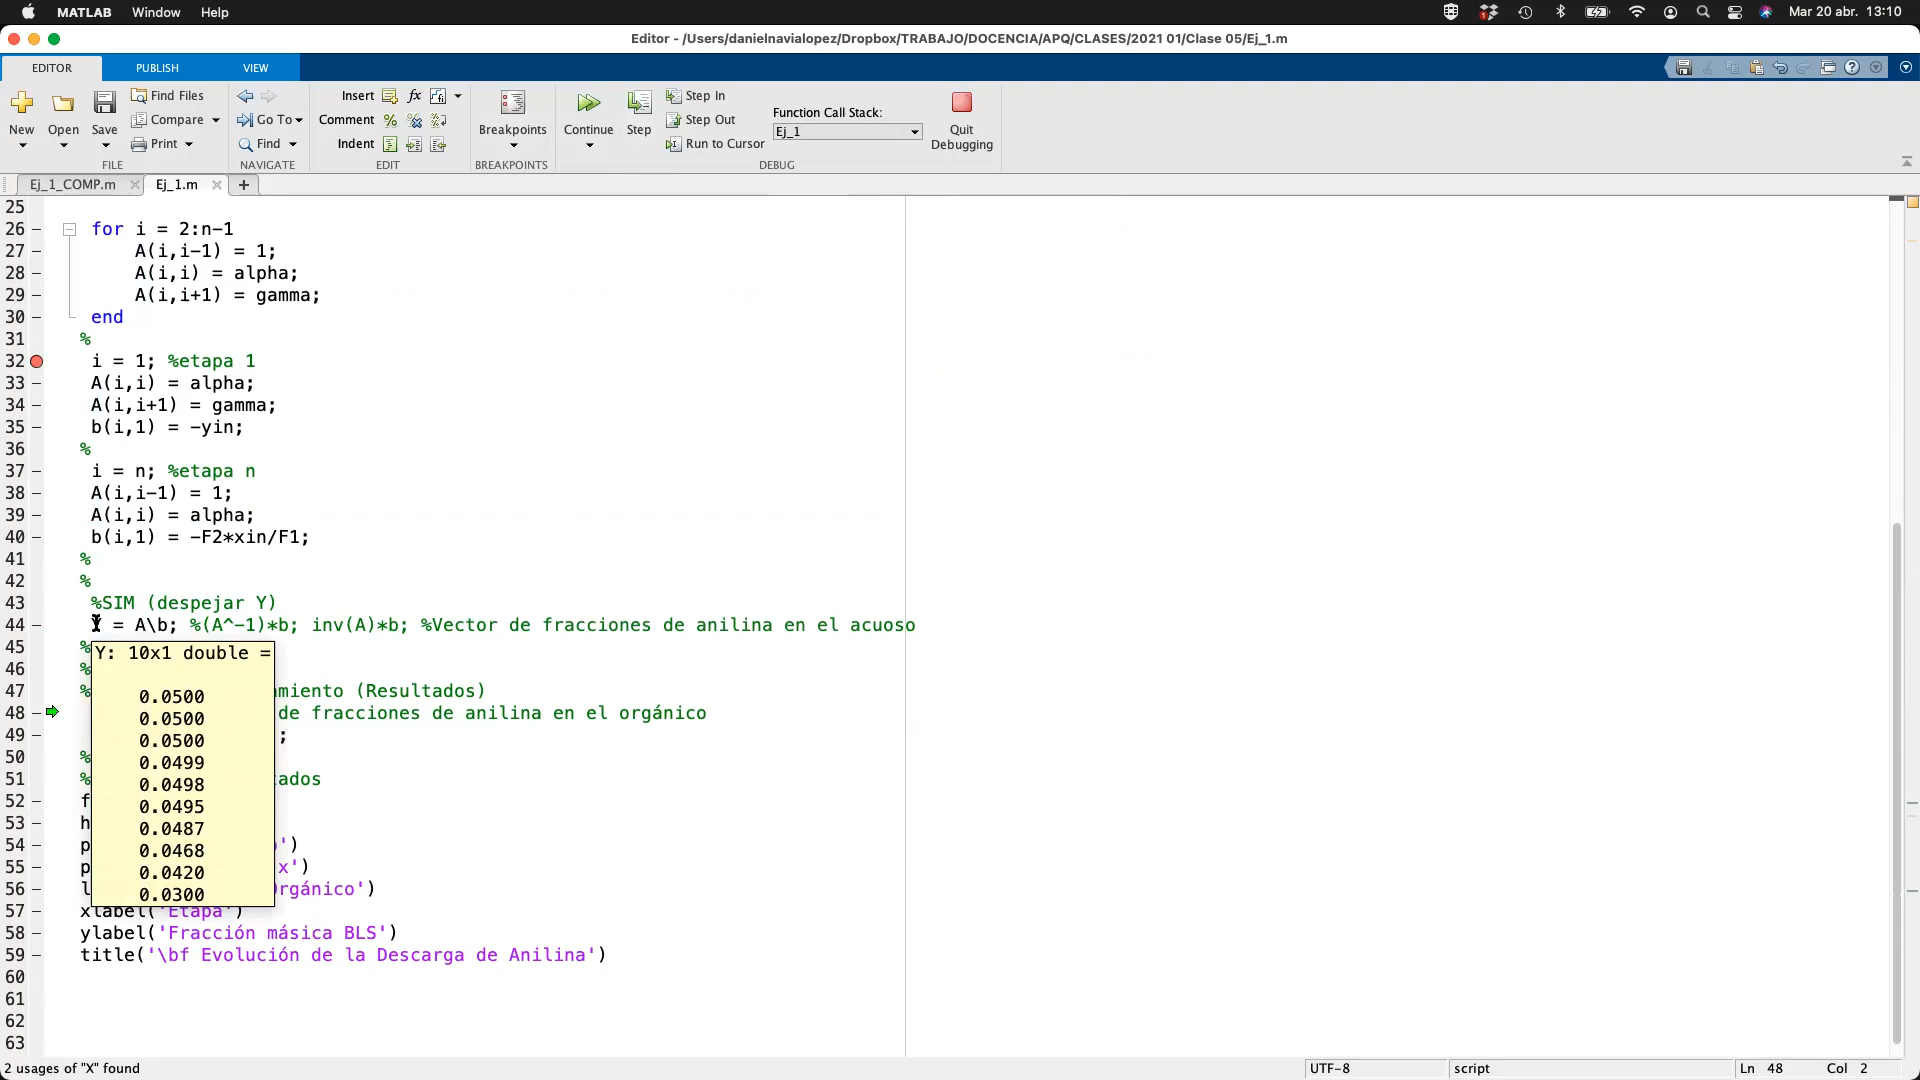 MATLAB Window Help Mar 20 abr. 13:10
Editor - /Users/danielnavialopez/Dropbox/TRABAJO/DOCENCIA/APQ/CLASES/2021 01/Clase 05/Ej_1.m
EDITOR PUBLISH VIEW
New Open Save Find Files Compare Print FILE
Go To Find NAVIGATE
Insert fx Comment Indent EDIT
Breakpoints BREAKPOINTS
Continue Step Step In Step Out Run to Cursor Function Call Stack: Ej_1 Quit Debugging DEBUG
Ej_1_COMP.m Ej_1.m
25
26 – for i = 2:n-1
27 – A(i,i-1) = 1;
28 – A(i,i) = alpha;
29 – A(i,i+1) = gamma;
30 – end
31 %
32 i = 1; %etapa 1
33 – A(i,i) = alpha;
34 – A(i,i+1) = gamma;
35 – b(i,1) = -yin;
36 %
37 – i = n; %etapa n
38 – A(i,i-1) = 1;
39 – A(i,i) = alpha;
40 – b(i,1) = -F2*xin/F1;
41 %
42 %
43 %SIM (despejar Y)
44 – Y = A\b; %(A^-1)*b; inv(A)*b; %Vector de fracciones de anilina en el acuoso
45 %
46 %
47 % amiento (Resultados)
48 – de fracciones de anilina en el orgánico
49 – ;
50 %
51 % ados
52 – f
53 – h
54 – p ')
55 – p x')
56 – l rgánico')
57 – xlabel('Etapa')
58 – ylabel('Fracción másica BLS')
59 – title('\bf Evolución de la Descarga de Anilina')
60
61
62
63
Y: 10x1 double =
0.0500
0.0500
0.0500
0.0499
0.0498
0.0495
0.0487
0.0468
0.0420
0.0300
2 usages of "X" found UTF-8 script Ln 48 Col 2